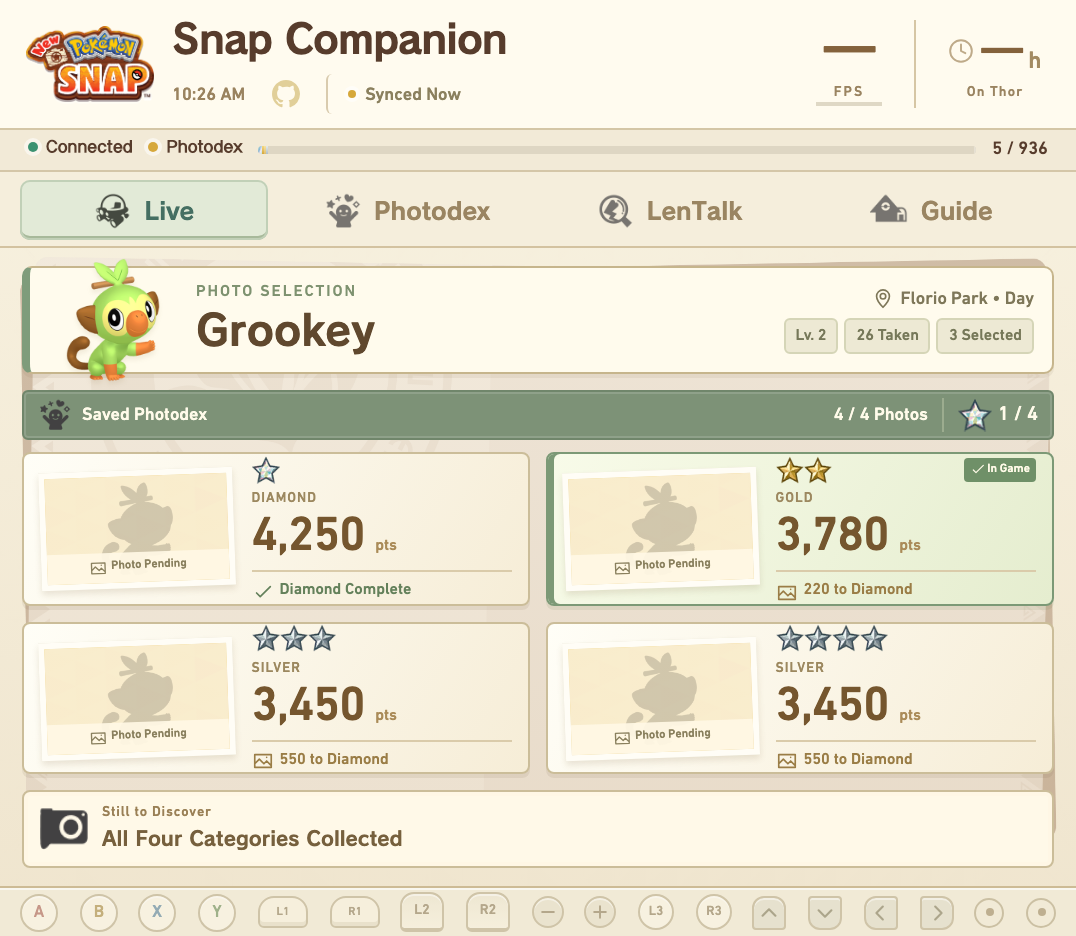 New Pokémon SNAP
Snap Companion
10:26 AM
Synced Now
FPS
h
On Thor
Connected
Photodex
5 / 936
Live
Photodex
LenTalk
Guide
PHOTO SELECTION
Grookey
Florio Park • Day
Lv. 2
26 Taken
3 Selected
Saved Photodex
4 / 4 Photos
1 / 4
DIAMOND
4,250 pts
Photo Pending
Diamond Complete
In Game
GOLD
3,780 pts
Photo Pending
220 to Diamond
SILVER
3,450 pts
Photo Pending
550 to Diamond
SILVER
3,450 pts
Photo Pending
550 to Diamond
Still to Discover
All Four Categories Collected
A B X Y L1 R1 L2 R2 L3 R3